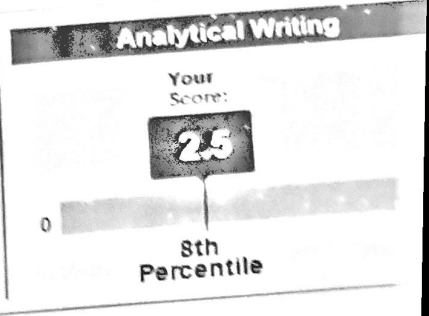 Analytical Writing
Your
Score:
2.5
0
8th
Percentile